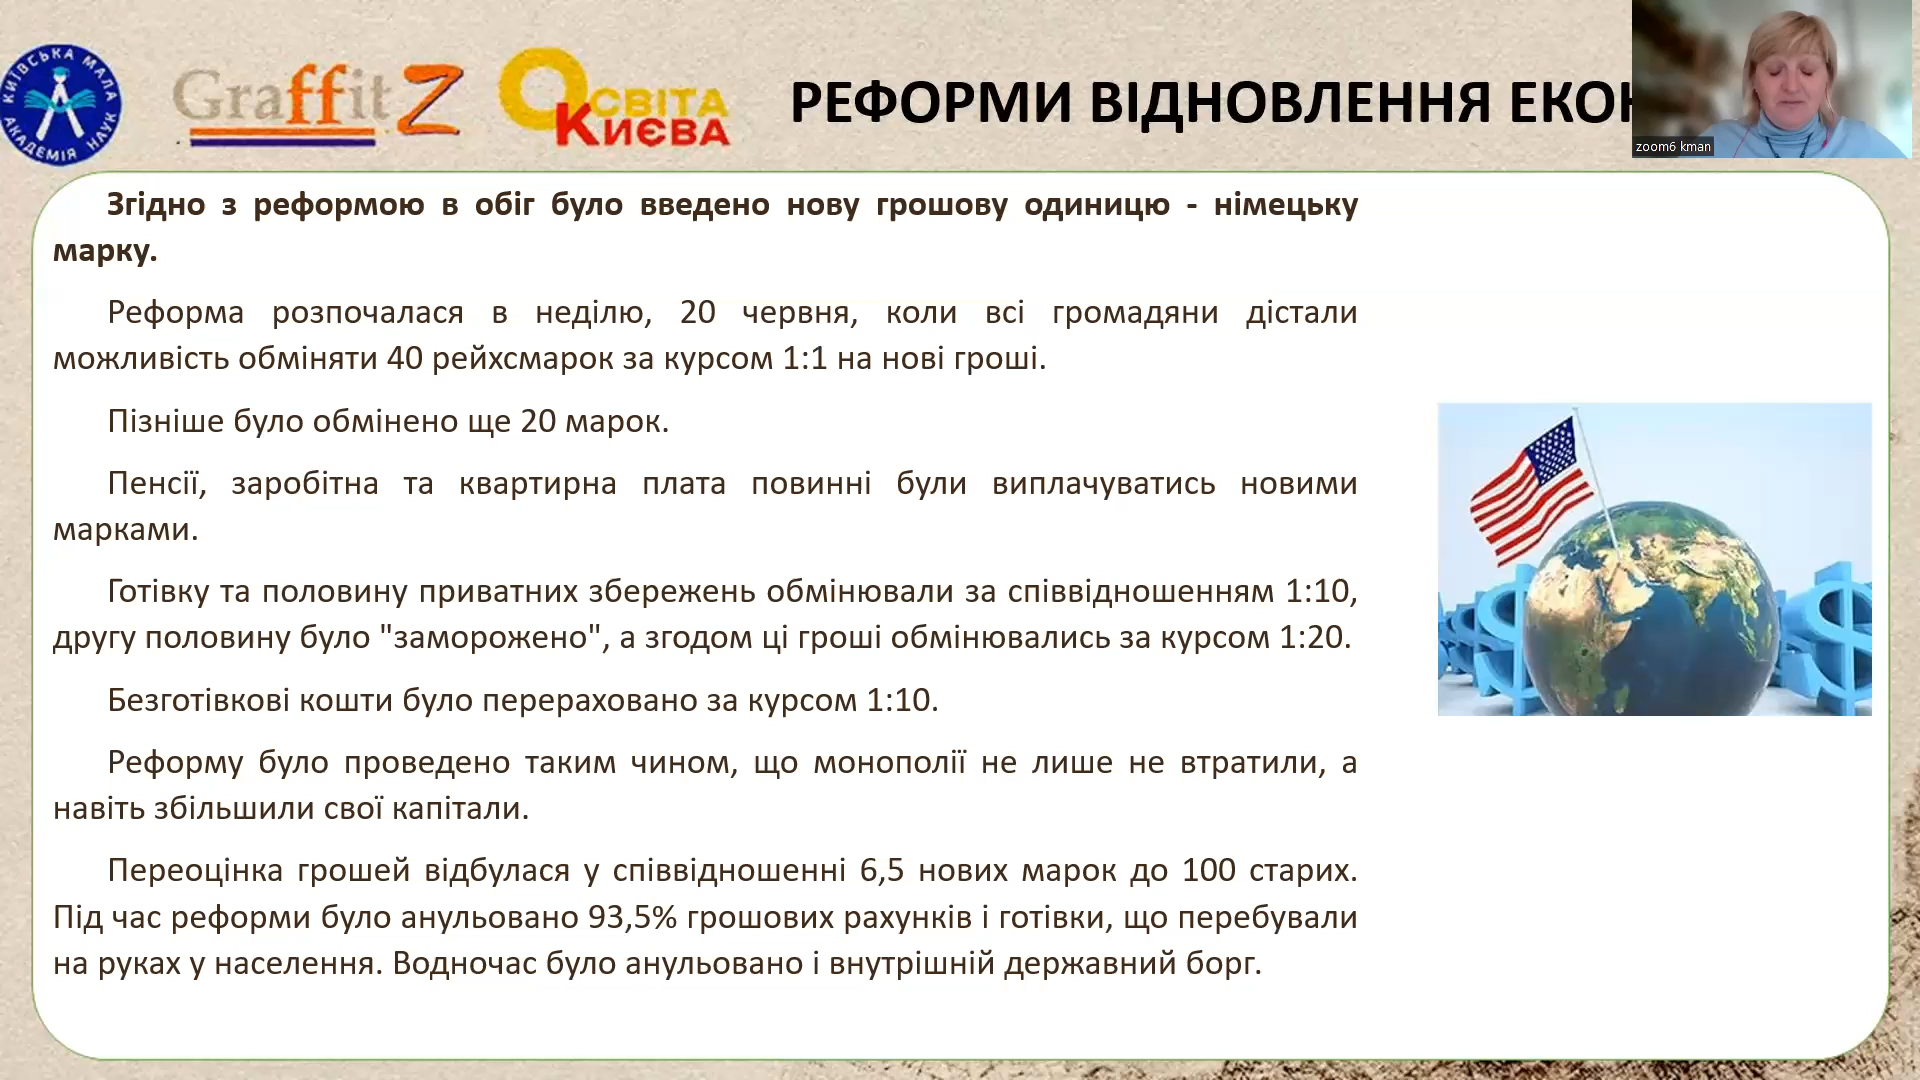 КИЇВСЬКА МАЛА АКАДЕМІЯ НАУК
Graffit Z
ОСВІТА
КИЄВА
РЕФОРМИ ВІДНОВЛЕННЯ ЕКО
zoom6 kman
Згідно з реформою в обіг було введено нову грошову одиницю - німецьку
марку.
Реформа розпочалася в неділю, 20 червня, коли всі громадяни дістали
можливість обміняти 40 рейхсмарок за курсом 1:1 на нові гроші.
Пізніше було обмінено ще 20 марок.
Пенсії, заробітна та квартирна плата повинні були виплачуватись новими
марками.
Готівку та половину приватних збережень обмінювали за співвідношенням 1:10,
другу половину було "заморожено", а згодом ці гроші обмінювались за курсом 1:20.
Безготівкові кошти було перераховано за курсом 1:10.
Реформу було проведено таким чином, що монополії не лише не втратили, а
навіть збільшили свої капітали.
Переоцінка грошей відбулася у співвідношенні 6,5 нових марок до 100 старих.
Під час реформи було анульовано 93,5% грошових рахунків і готівки, що перебували
на руках у населення. Водночас було анульовано і внутрішній державний борг.